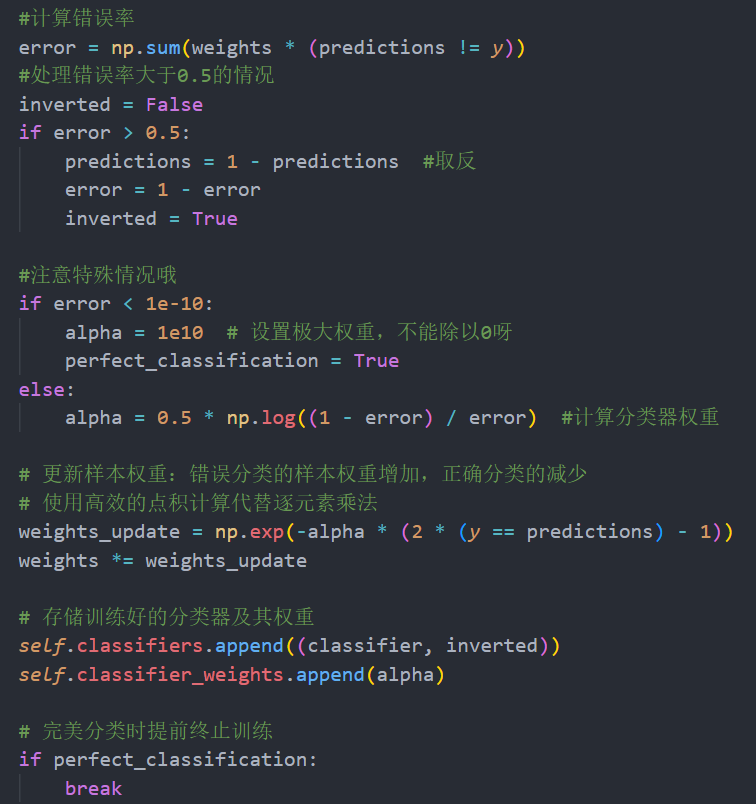 #计算错误率
error = np.sum(weights * (predictions != y))
#处理错误率大于0.5的情况
inverted = False
if error > 0.5:
    predictions = 1 - predictions  #取反
    error = 1 - error
    inverted = True

#注意特殊情况哦
if error < 1e-10:
    alpha = 1e10  # 设置极大权重，不能除以0呀
    perfect_classification = True
else:
    alpha = 0.5 * np.log((1 - error) / error)  #计算分类器权重

# 更新样本权重：错误分类的样本权重增加，正确分类的减少
# 使用高效的点积计算代替逐元素乘法
weights_update = np.exp(-alpha * (2 * (y == predictions) - 1))
weights *= weights_update

# 存储训练好的分类器及其权重
self.classifiers.append((classifier, inverted))
self.classifier_weights.append(alpha)

# 完美分类时提前终止训练
if perfect_classification:
    break